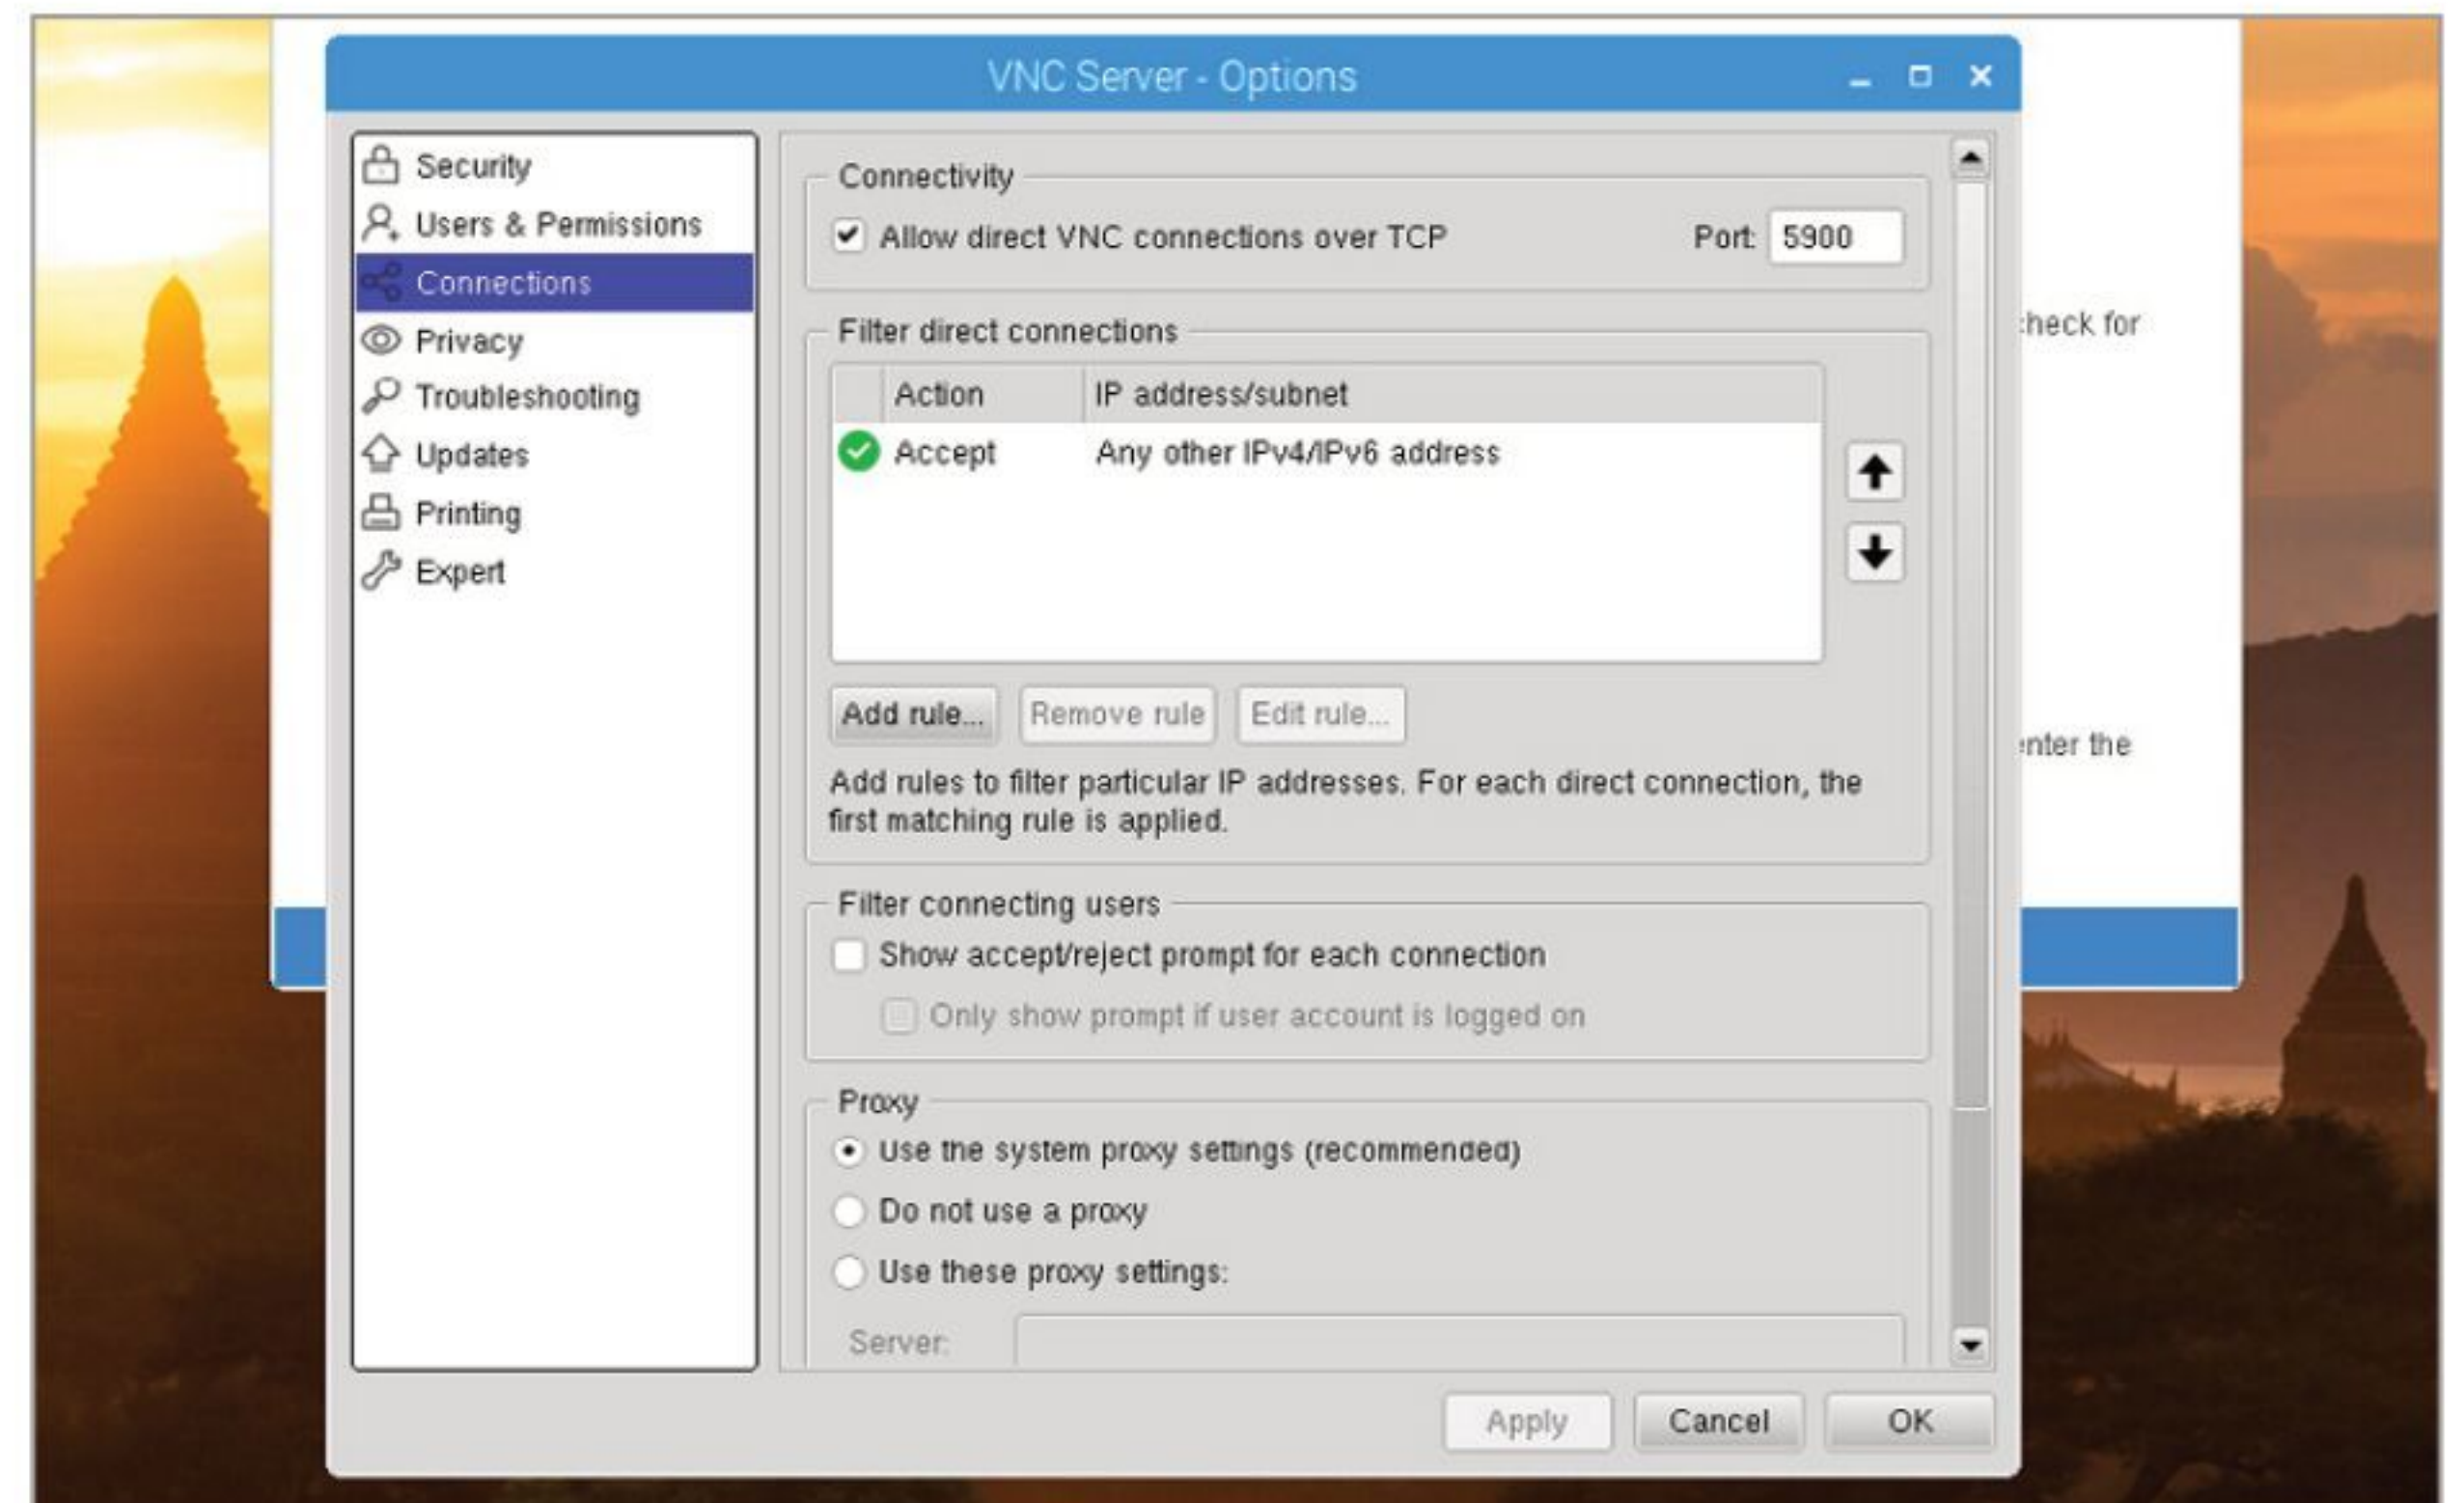 VNC Server - Options
Security
Users & Permissions
Connections
Privacy
Troubleshooting
Updates
Printing
Expert
Connectivity
Allow direct VNC connections over TCP
Port: 5900
Filter direct connections
Action IP address/subnet
Accept Any other IPv4/IPv6 address
Add rule... Remove rule Edit rule...
Add rules to filter particular IP addresses. For each direct connection, the
first matching rule is applied.
Filter connecting users
Show accept/reject prompt for each connection
Only show prompt if user account is logged on
Proxy
Use the system proxy settings (recommended)
Do not use a proxy
Use these proxy settings:
Server:
Apply Cancel OK
for
the